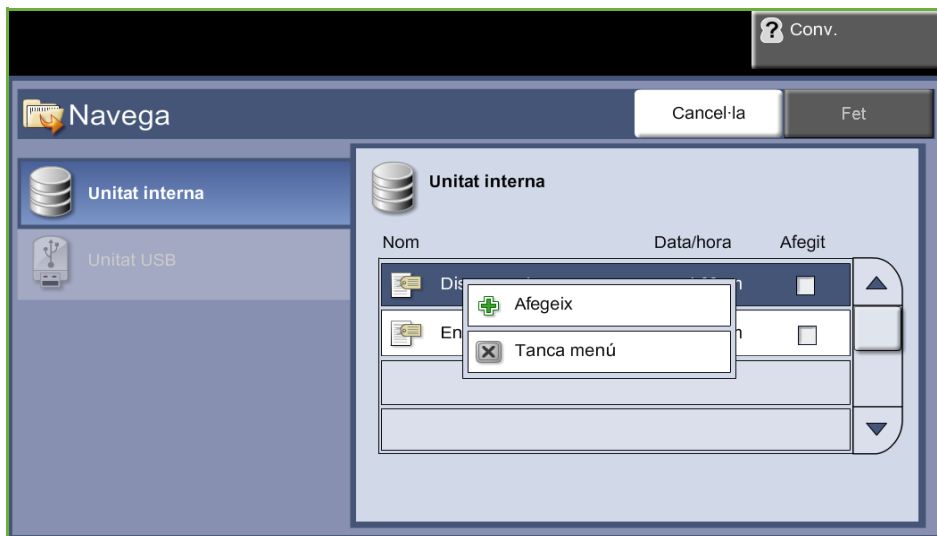 Conv.
Navega
Cancel·la
Fet
Unitat interna
Unitat USB
Unitat interna
Nom Data/hora Afegit
Afegeix
Tanca menú